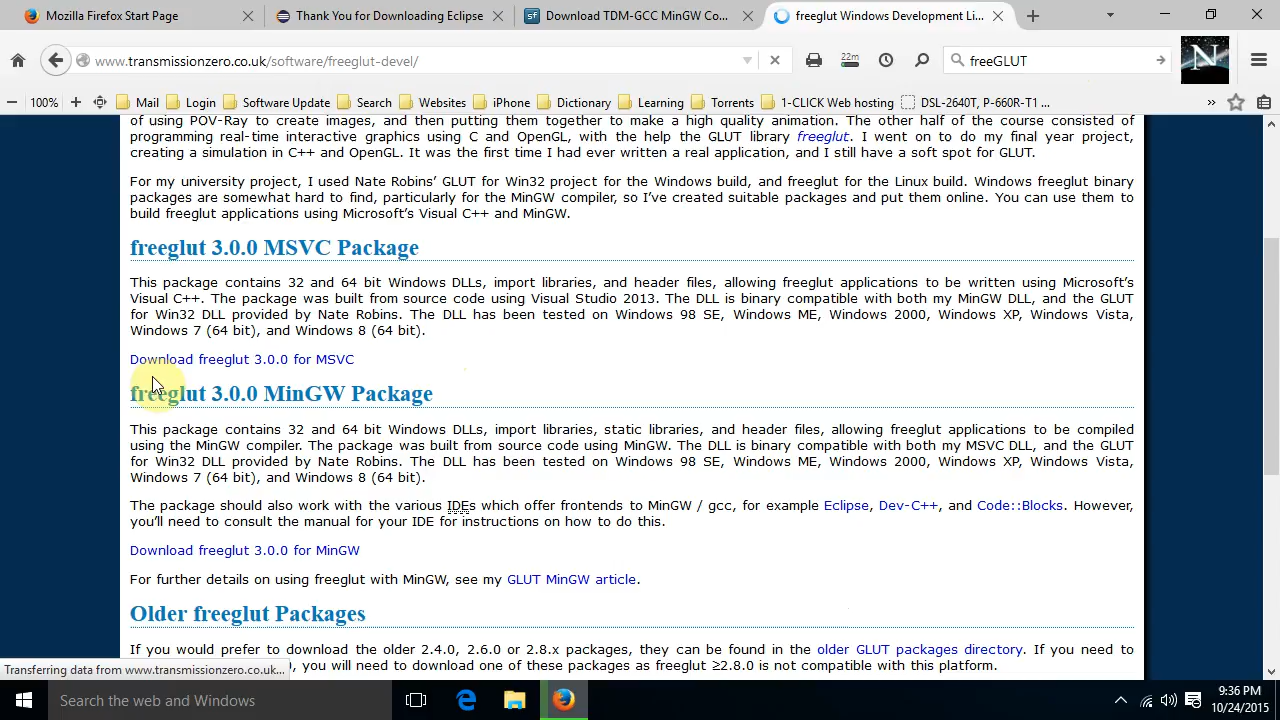 Mozilla Firefox Start Page
Thank You for Downloading Eclipse
Download TDM-GCC MinGW Co...
freeglut Windows Development Li...
www.transmissionzero.co.uk/software/freeglut-devel/
22m
freeGLUT
N
100%
Mail
Login
Software Update
Search
Websites
iPhone
Dictionary
Learning
Torrents
1-CLICK Web hosting
DSL-2640T, P-660R-T1 ...
of using POV-Ray to create images, and then putting them together to make a high quality animation. The other half of the course consisted of
programming real-time interactive graphics using C and OpenGL, with the help the GLUT library freeglut. I went on to do my final year project,
creating a simulation in C++ and OpenGL. It was the first time I had ever written a real application, and I still have a soft spot for GLUT.
For my university project, I used Nate Robins’ GLUT for Win32 project for the Windows build, and freeglut for the Linux build. Windows freeglut binary
packages are somewhat hard to find, particularly for the MinGW compiler, so I’ve created suitable packages and put them online. You can use them to
build freeglut applications using Microsoft’s Visual C++ and MinGW.
freeglut 3.0.0 MSVC Package
This package contains 32 and 64 bit Windows DLLs, import libraries, and header files, allowing freeglut applications to be written using Microsoft’s
Visual C++. The package was built from source code using Visual Studio 2013. The DLL is binary compatible with both my MinGW DLL, and the GLUT
for Win32 DLL provided by Nate Robins. The DLL has been tested on Windows 98 SE, Windows ME, Windows 2000, Windows XP, Windows Vista,
Windows 7 (64 bit), and Windows 8 (64 bit).
Download freeglut 3.0.0 for MSVC
freeglut 3.0.0 MinGW Package
This package contains 32 and 64 bit Windows DLLs, import libraries, static libraries, and header files, allowing freeglut applications to be compiled
using the MinGW compiler. The package was built from source code using MinGW. The DLL is binary compatible with both my MSVC DLL, and the GLUT
for Win32 DLL provided by Nate Robins. The DLL has been tested on Windows 98 SE, Windows ME, Windows 2000, Windows XP, Windows Vista,
Windows 7 (64 bit), and Windows 8 (64 bit).
The package should also work with the various IDEs which offer frontends to MinGW / gcc, for example Eclipse, Dev-C++, and Code::Blocks. However,
you’ll need to consult the manual for your IDE for instructions on how to do this.
Download freeglut 3.0.0 for MinGW
For further details on using freeglut with MinGW, see my GLUT MinGW article.
Older freeglut Packages
If you would prefer to download the older 2.4.0, 2.6.0 or 2.8.x packages, they can be found in the older GLUT packages directory. If you need to
, you will need to download one of these packages as freeglut ≥2.8.0 is not compatible with this platform.
Transferring data from www.transmissionzero.co.uk...
Search the web and Windows
9:36 PM
10/24/2015